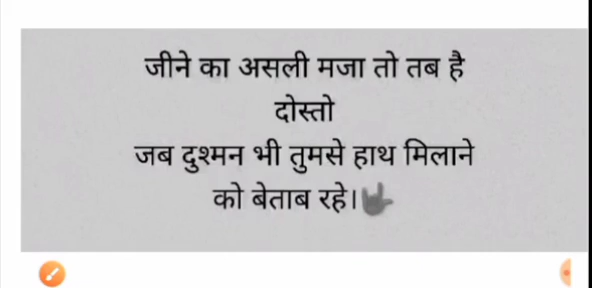 जीने का असली मजा तो तब है
दोस्तो
जब दुश्मन भी तुमसे हाथ मिलाने
को बेताब रहे।🤟